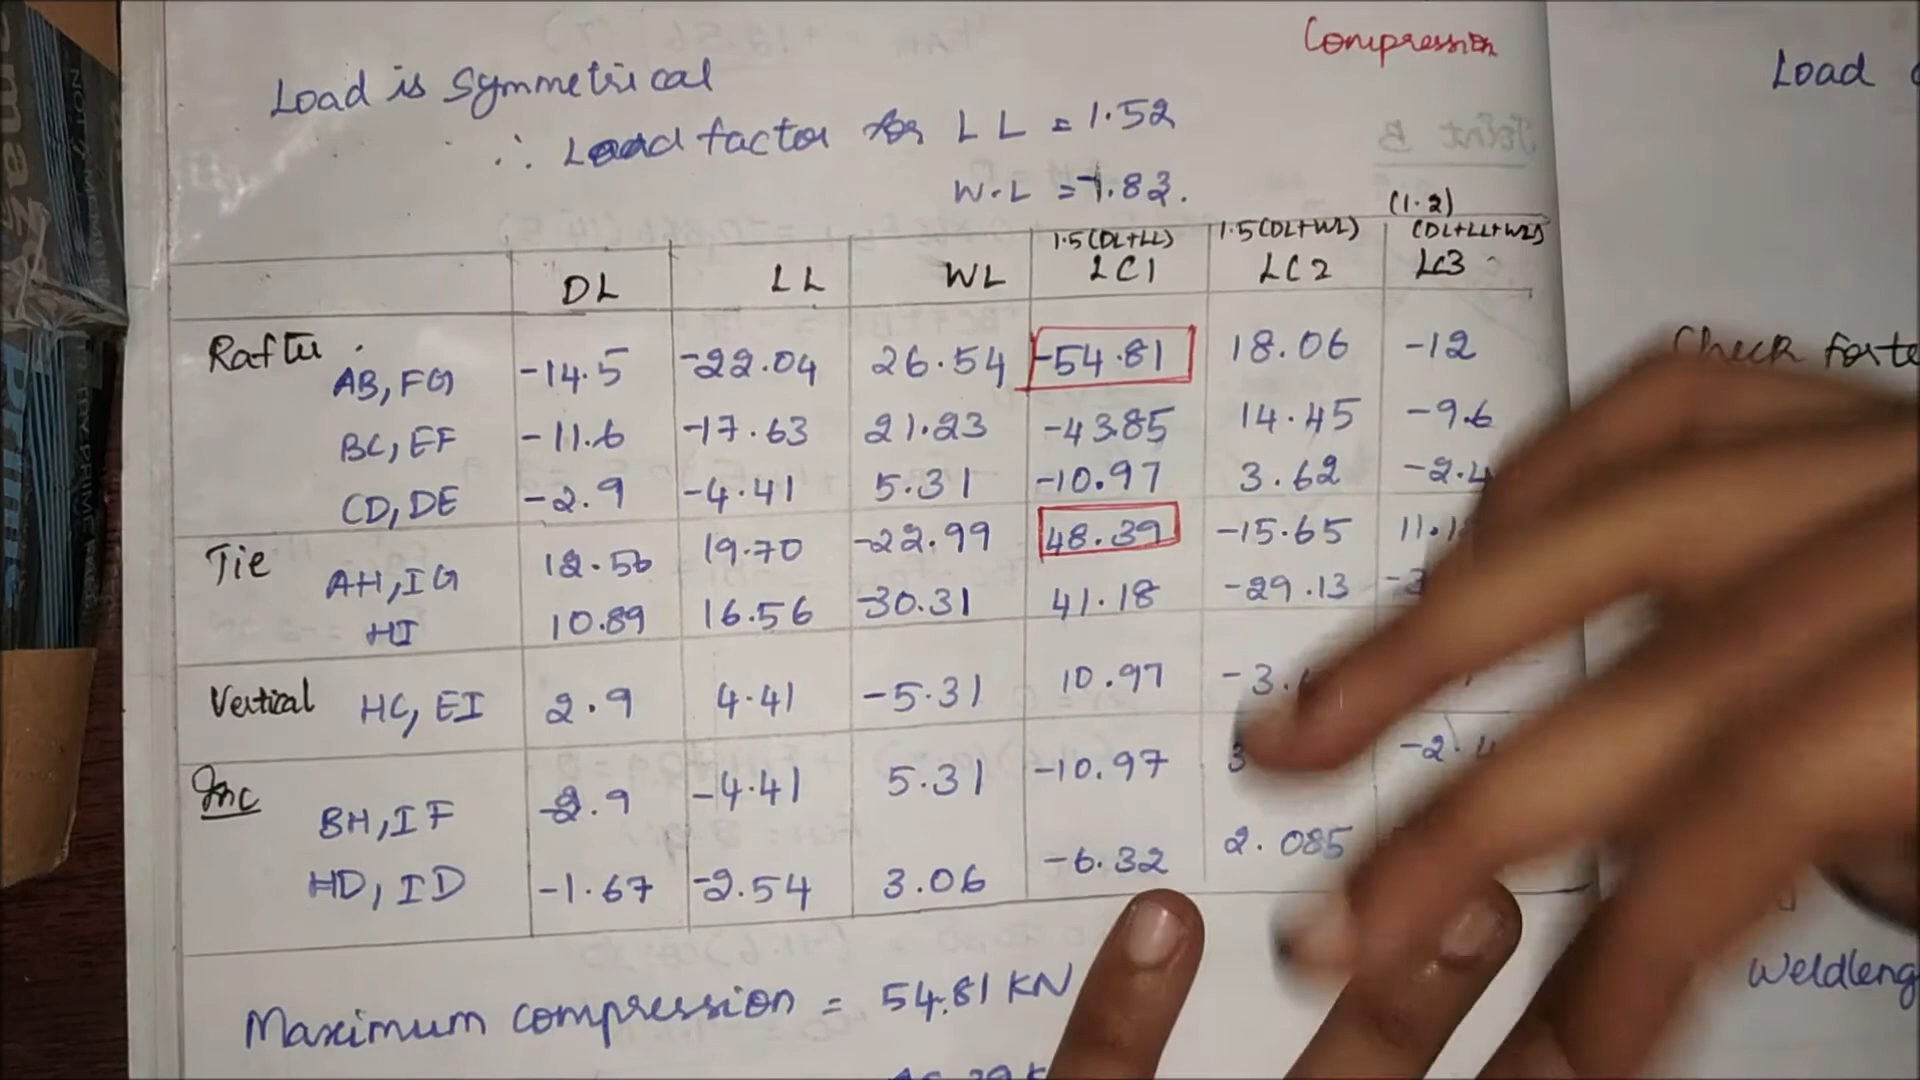 Compression
Load is Symmetrical
Load
∴ Load factor for LL = 1.52
W.L = -1.83.
(1.2)
1.5(DL+LL) 1.5(DL+WL) (DL+LL+WL)
DL LL WL LC1 LC2 LC3
Rafter AB, FG -14.5 -22.04 26.54 -54.81 18.06 -12
Check for te
BC, EF -11.6 -17.63 21.23 -43.85 14.45 -9.6
CD, DE -2.9 -4.41 5.31 -10.97 3.62 -2.4
Tie AH, IG 12.56 19.70 -22.99 48.39 -15.65
HI 10.89 16.56 -30.31 41.18 -29.13
Vertical HC, EI 2.9 4.41 -5.31 10.97
Inc
BH, IF -2.9 -4.41 5.31 -10.97
HD, ID -1.67 -2.54 3.06 -6.32 2.085
Weldleng
Maximum compression = 54.81 KN